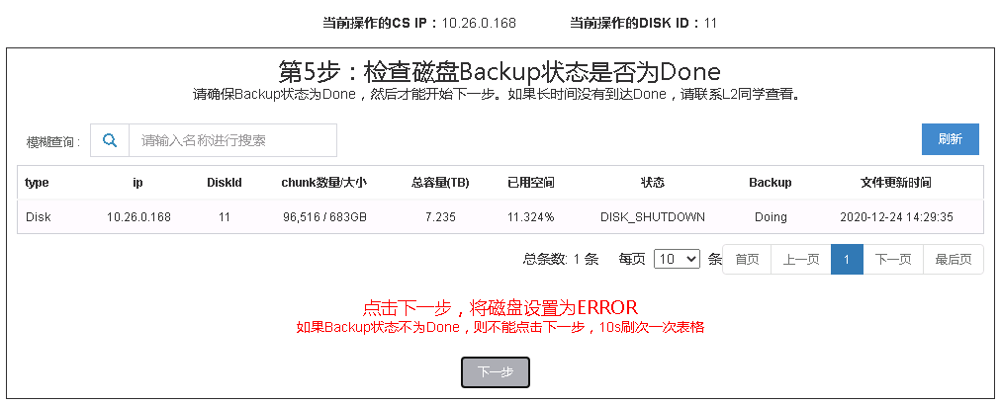 当前操作的CS IP：10.26.0.168 当前操作的DISK ID：11
第5步：检查磁盘Backup状态是否为Done
请确保Backup状态为Done，然后才能开始下一步。如果长时间没有到达Done，请联系L2同学查看。
模糊查询： 请输入名称进行搜索 刷新
type ip DiskId chunk数量/大小 总容量(TB) 已用空间 状态 Backup 文件更新时间
Disk 10.26.0.168 11 96,516 / 683GB 7.235 11.324% DISK_SHUTDOWN Doing 2020-12-24 14:29:35
总条数: 1 条 每页 10 条 首页 上一页 1 下一页 最后页
点击下一步，将磁盘设置为ERROR
如果Backup状态不为Done，则不能点击下一步，10s刷次一次表格
下一步